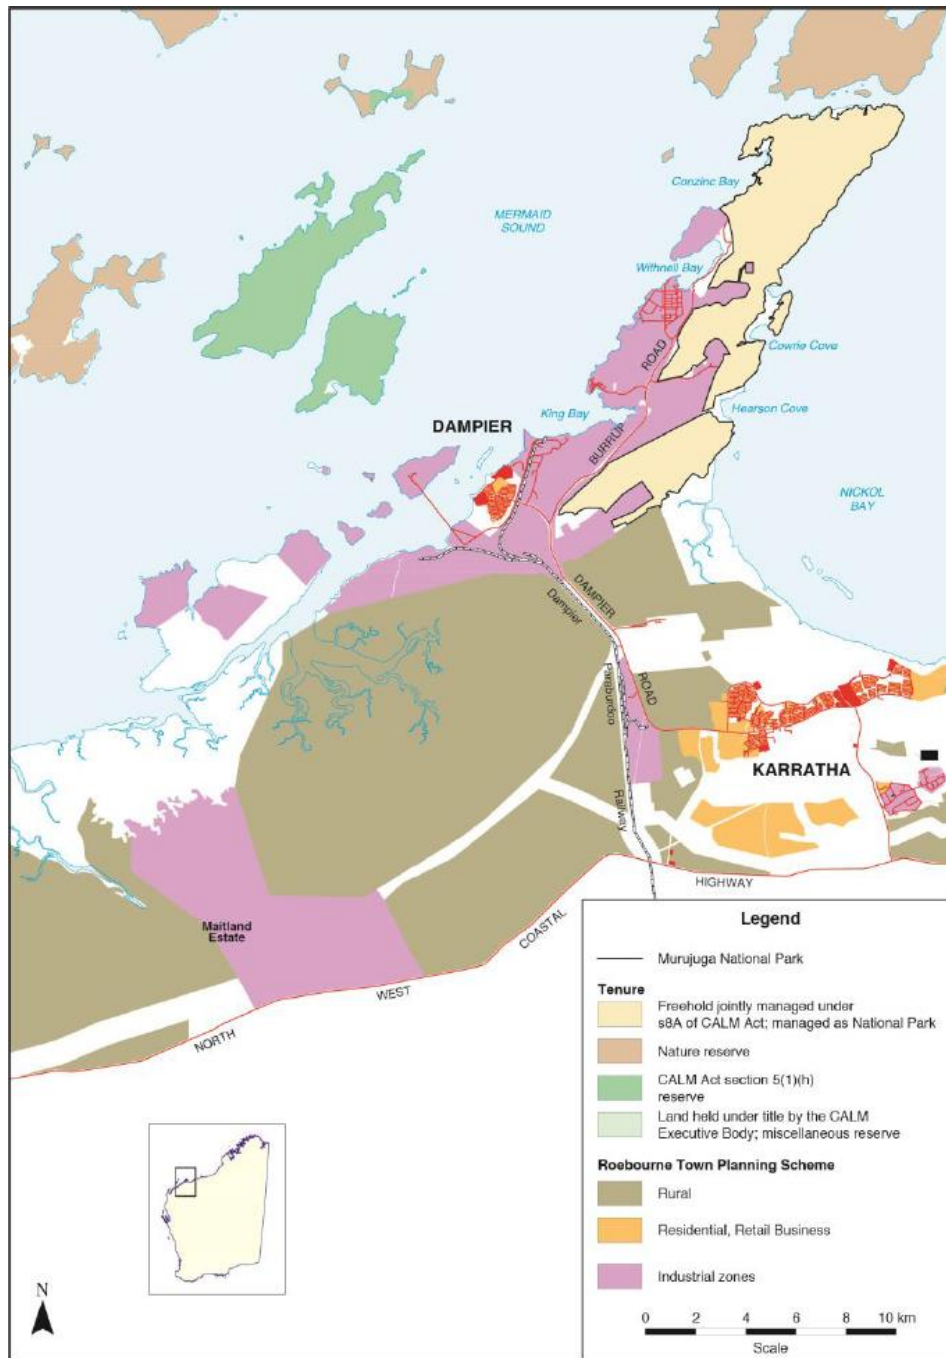 Conzinc Bay
MERMAID
SOUND
Withnell Bay
Cowrie Cove
ROAD
King Bay
Hearson Cove
DAMPIER
BURRUP
NICKOL
BAY
DAMPIER
Dampier
ROAD
Paraburdoo
Railway
KARRATHA
HIGHWAY
COASTAL
Maitland
Estate
WEST
NORTH
Legend
Murujuga National Park
Tenure
Freehold jointly managed under
s8A of CALM Act; managed as National Park
Nature reserve
CALM Act section 5(1)(h)
reserve
Land held under title by the CALM
Executive Body; miscellaneous reserve
Roebourne Town Planning Scheme
Rural
Residential, Retail Business
Industrial zones
0 2 4 6 8 10 km
Scale
N